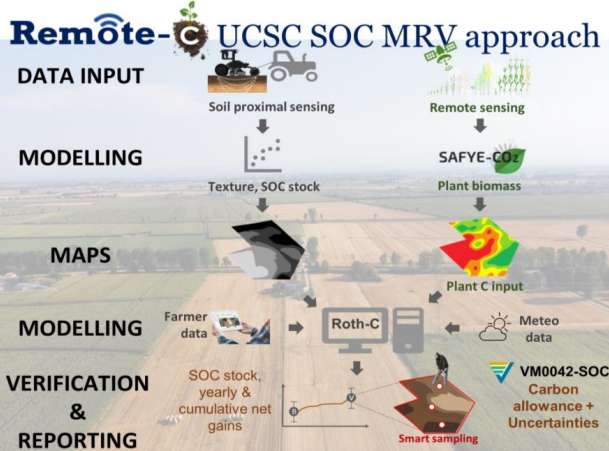 Remote-C UCSC SOC MRV approach
DATA INPUT
Soil proximal sensing
Remote sensing
MODELLING
SAFYE-CO2
Texture, SOC stock
Plant biomass
MAPS
Plant C input
MODELLING
Farmer
data
Roth-C
Meteo
data
VERIFICATION
&
REPORTING
SOC stock,
yearly &
cumulative net
gains
B
V
Smart sampling
VM0042-SOC
Carbon
allowance +
Uncertainties